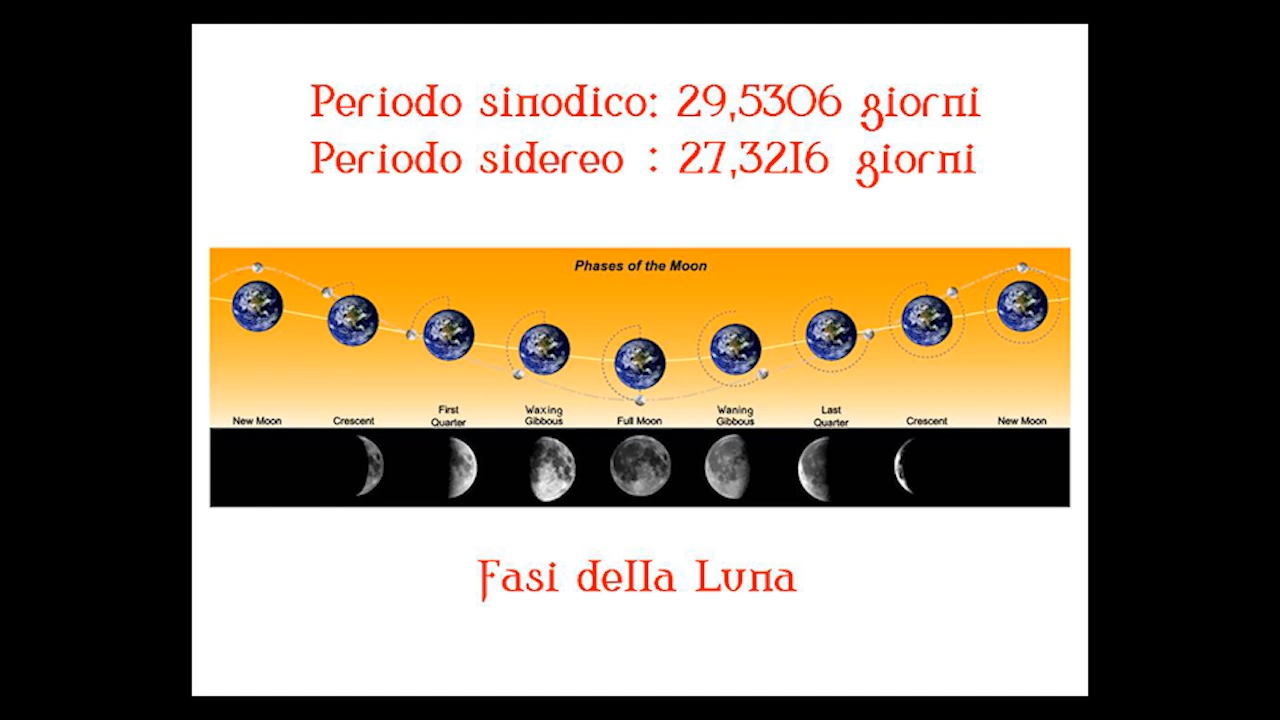 Periodo sinodico: 29,5306 giorni
Periodo sidereo : 27,3216 giorni
Phases of the Moon
New Moon
Crescent
First
Quarter
Waxing
Gibbous
Full Moon
Waning
Gibbous
Last
Quarter
Crescent
New Moon
Fasi della Luna